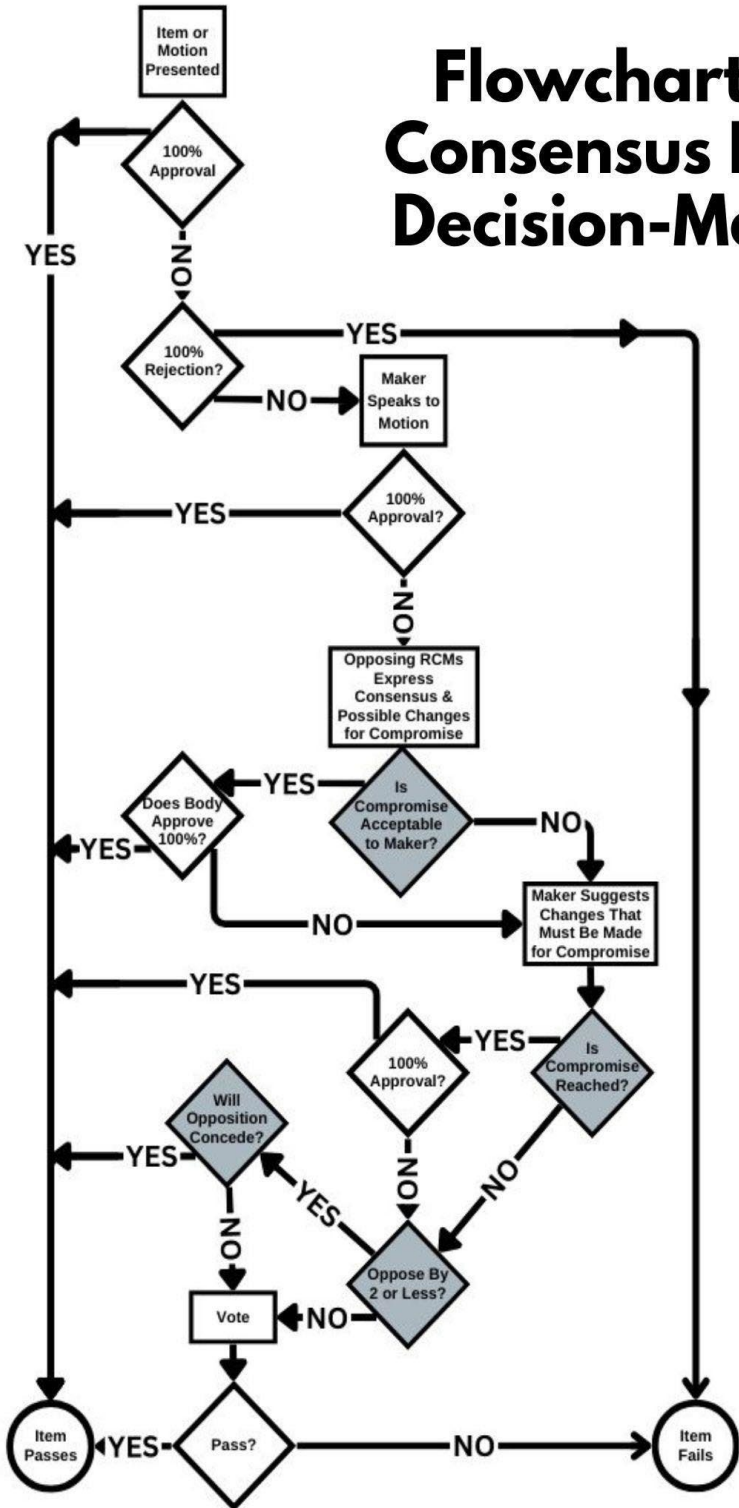 Item or
Motion
Presented
Flowchart
Consensus
Decision-M
100%
Approval
YES
NO
100%
Rejection?
YES
NO
Maker
Speaks to
Motion
100%
Approval?
YES
NO
Opposing RCMs
Express
Consensus &
Possible Changes
for Compromise
Is
Compromise
Acceptable
to Maker?
YES
NO
Does Body
Approve
100%?
YES
NO
Maker Suggests
Changes That
Must Be Made
for Compromise
Is
Compromise
Reached?
YES
NO
100%
Approval?
YES
NO
Oppose By
2 or Less?
YES
NO
Will
Opposition
Concede?
YES
NO
Vote
Pass?
YES
NO
Item
Passes
Item
Fails